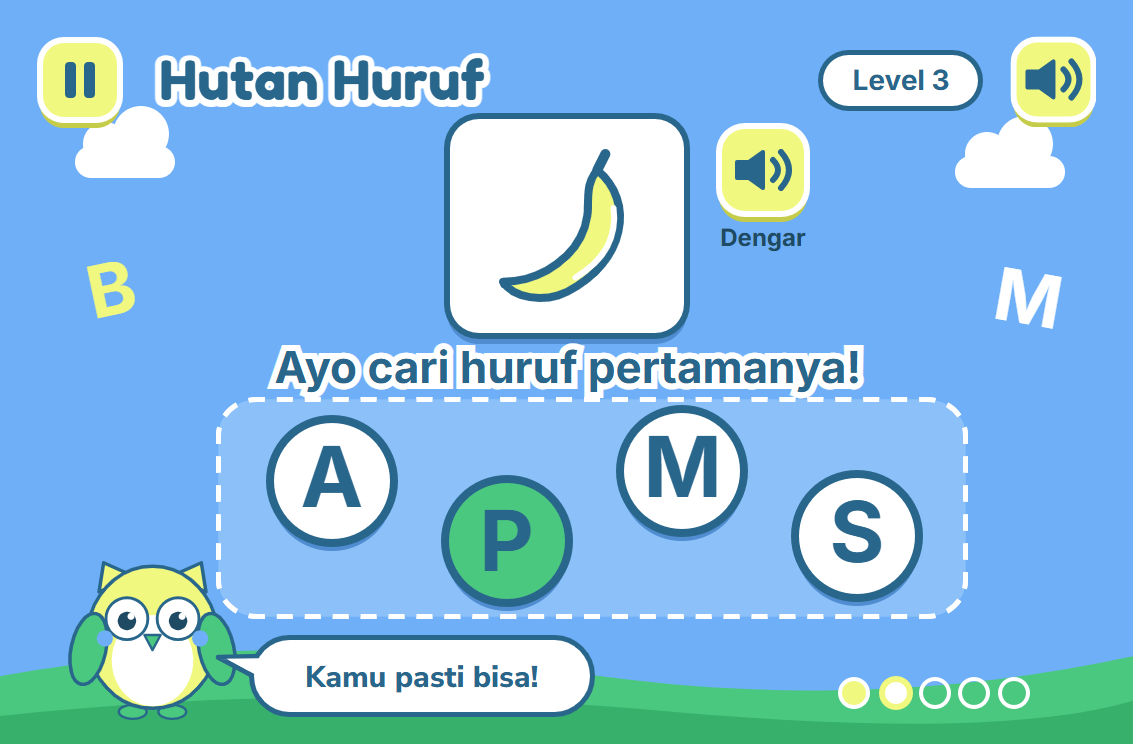 Hutan Huruf
Level 3
Dengar
B
M
Ayo cari huruf pertamanya!
A
P
M
S
Kamu pasti bisa!